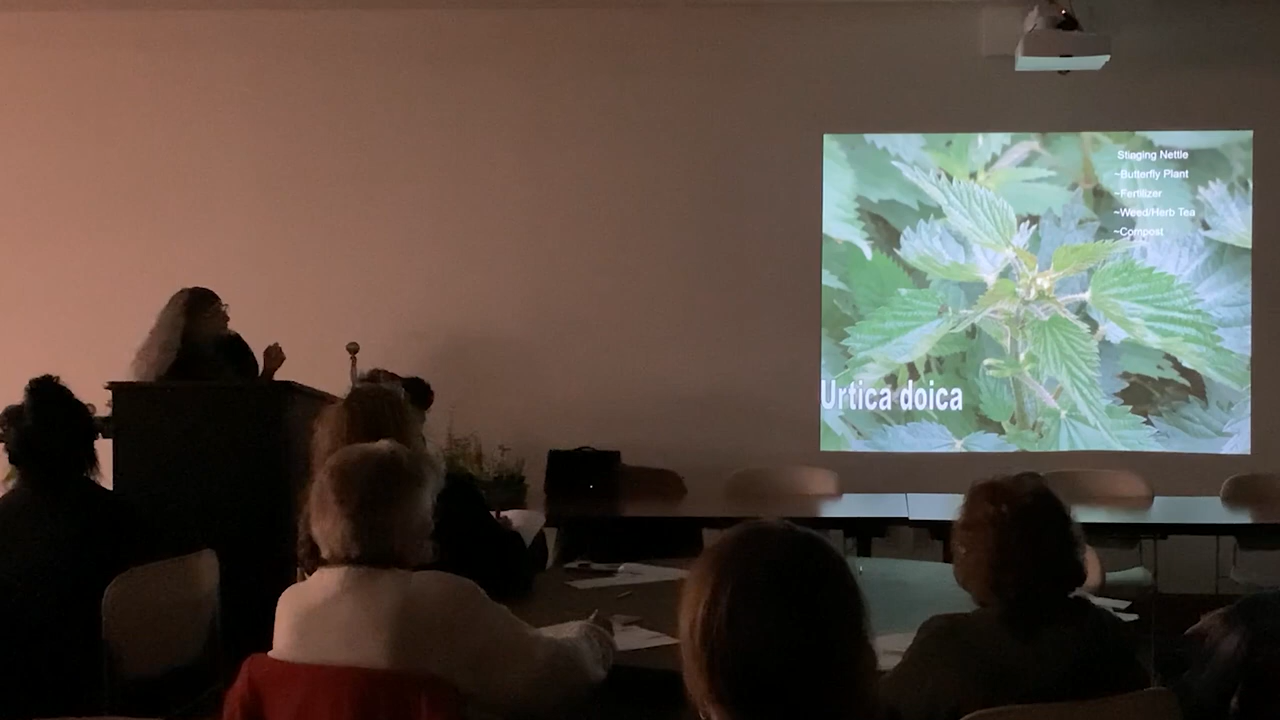 Stinging Nettle
~Butterfly Plant
~Fertilizer
~Weed/Herb Tea
~Compost
Urtica doica